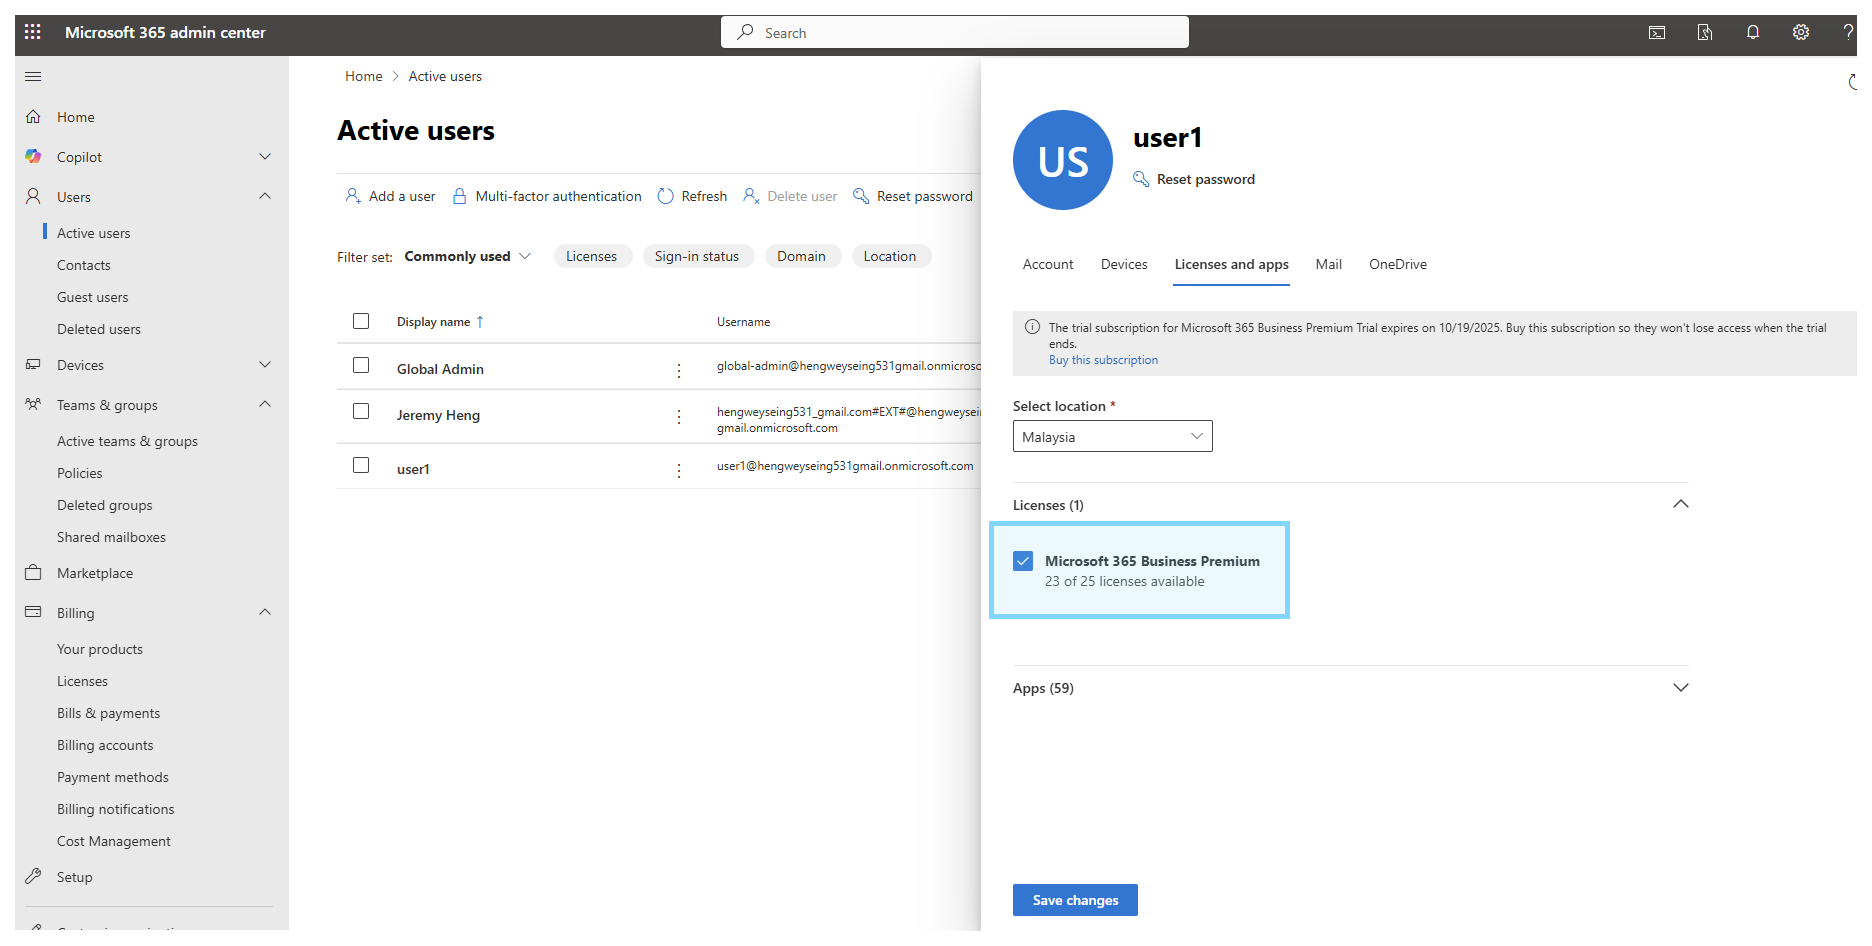 Microsoft 365 admin center
Search
?
Home
Copilot
Users
Active users
Contacts
Guest users
Deleted users
Devices
Teams & groups
Active teams & groups
Policies
Deleted groups
Shared mailboxes
Marketplace
Billing
Your products
Licenses
Bills & payments
Billing accounts
Payment methods
Billing notifications
Cost Management
Setup
Home > Active users
Active users
Add a user Multi-factor authentication Refresh Delete user Reset password
Filter set: Commonly used Licenses Sign-in status Domain Location
Display name ↑ Username
Global Admin global-admin@hengweyseing531gmail.onmicroso
Jeremy Heng hengweyseing531_gmail.com#EXT#@hengweysei
gmail.onmicrosoft.com
user1 user1@hengweyseing531gmail.onmicrosoft.com
US
user1
Reset password
Account Devices Licenses and apps Mail OneDrive
The trial subscription for Microsoft 365 Business Premium Trial expires on 10/19/2025. Buy this subscription so they won't lose access when the trial
ends.
Buy this subscription
Select location *
Malaysia
Licenses (1)
Microsoft 365 Business Premium
23 of 25 licenses available
Apps (59)
Save changes